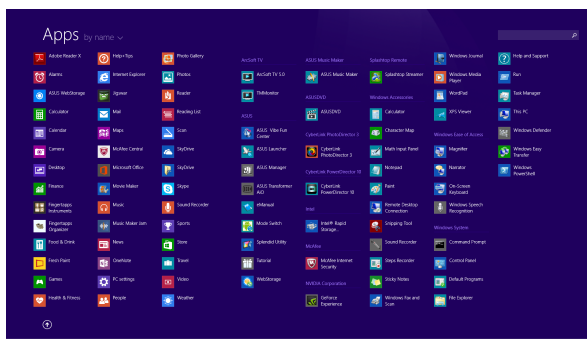 Apps by name
Adobe Reader X
Alarms
ASUS WebStorage
Calculator
Calendar
Camera
Desktop
Finance
Fingertapps
Instruments
Fingertapps
Organizer
Food & Drink
Fresh Paint
Games
Health & Fitness
Help+Tips
Internet Explorer
Jigswar
Mail
Maps
McAfee Central
Microsoft Office
Movie Maker
Music
Music Maker Jam
News
OneNote
PC settings
People
Photo Gallery
Photos
Reader
Reading List
Scan
SkyDrive
SkyDrive
Skype
Sound Recorder
Sports
Store
Travel
Video
Weather
ArcSoft TV
ArcSoft TV 5.0
TMMonitor
ASUS
ASUS Vibe Fun
Center
ASUS Launcher
ASUS Manager
ASUS Transformer
AiO
eManual
Mode Switch
Splendid Utility
Tutorial
WebStorage
ASUS Music Maker
ASUS Music Maker
ASUSDVD
ASUSDVD
CyberLink PhotoDirector 3
CyberLink
PhotoDirector 3
CyberLink PowerDirector 10
CyberLink
PowerDirector 10
Intel
Intel® Rapid
Storage...
McAfee
McAfee Internet
Security
NVIDIA Corporation
GeForce
Experience
Splashtop Remote
Splashtop Streamer
Windows Accessories
Calculator
Character Map
Math Input Panel
Notepad
Paint
Remote Desktop
Connection
Snipping Tool
Sound Recorder
Steps Recorder
Sticky Notes
Windows Fax and
Scan
Windows Journal
Windows Media
Player
WordPad
XPS Viewer
Windows Ease of Access
Magnifier
Narrator
On-Screen
Keyboard
Windows Speech
Recognition
Windows System
Command Prompt
Control Panel
Default Programs
File Explorer
Help and Support
Run
Task Manager
This PC
Windows Defender
Windows Easy
Transfer
Windows
PowerShell